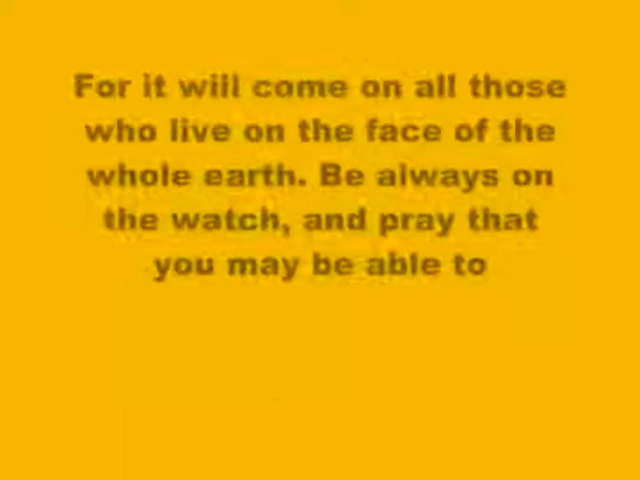 For it will come on all those
who live on the face of the
whole earth. Be always on
the watch, and pray that
you may be able to